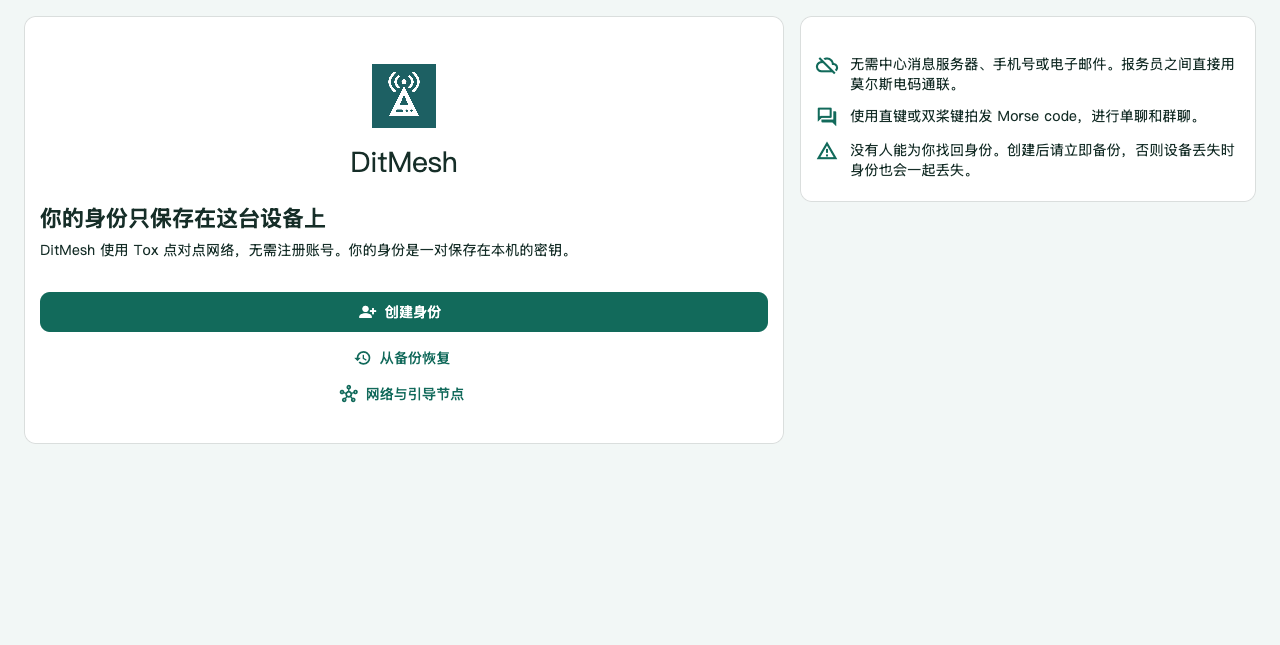 DitMesh
你的身份只保存在这台设备上
DitMesh 使用 Tox 点对点网络，无需注册账号。你的身份是一对保存在本机的密钥。
创建身份
从备份恢复
网络与引导节点
无需中心消息服务器、手机号或电子邮件。报务员之间直接用
莫尔斯电码通联。
使用直键或双桨键拍发 Morse code，进行单聊和群聊。
没有人能为你找回身份。创建后请立即备份，否则设备丢失时
身份也会一起丢失。